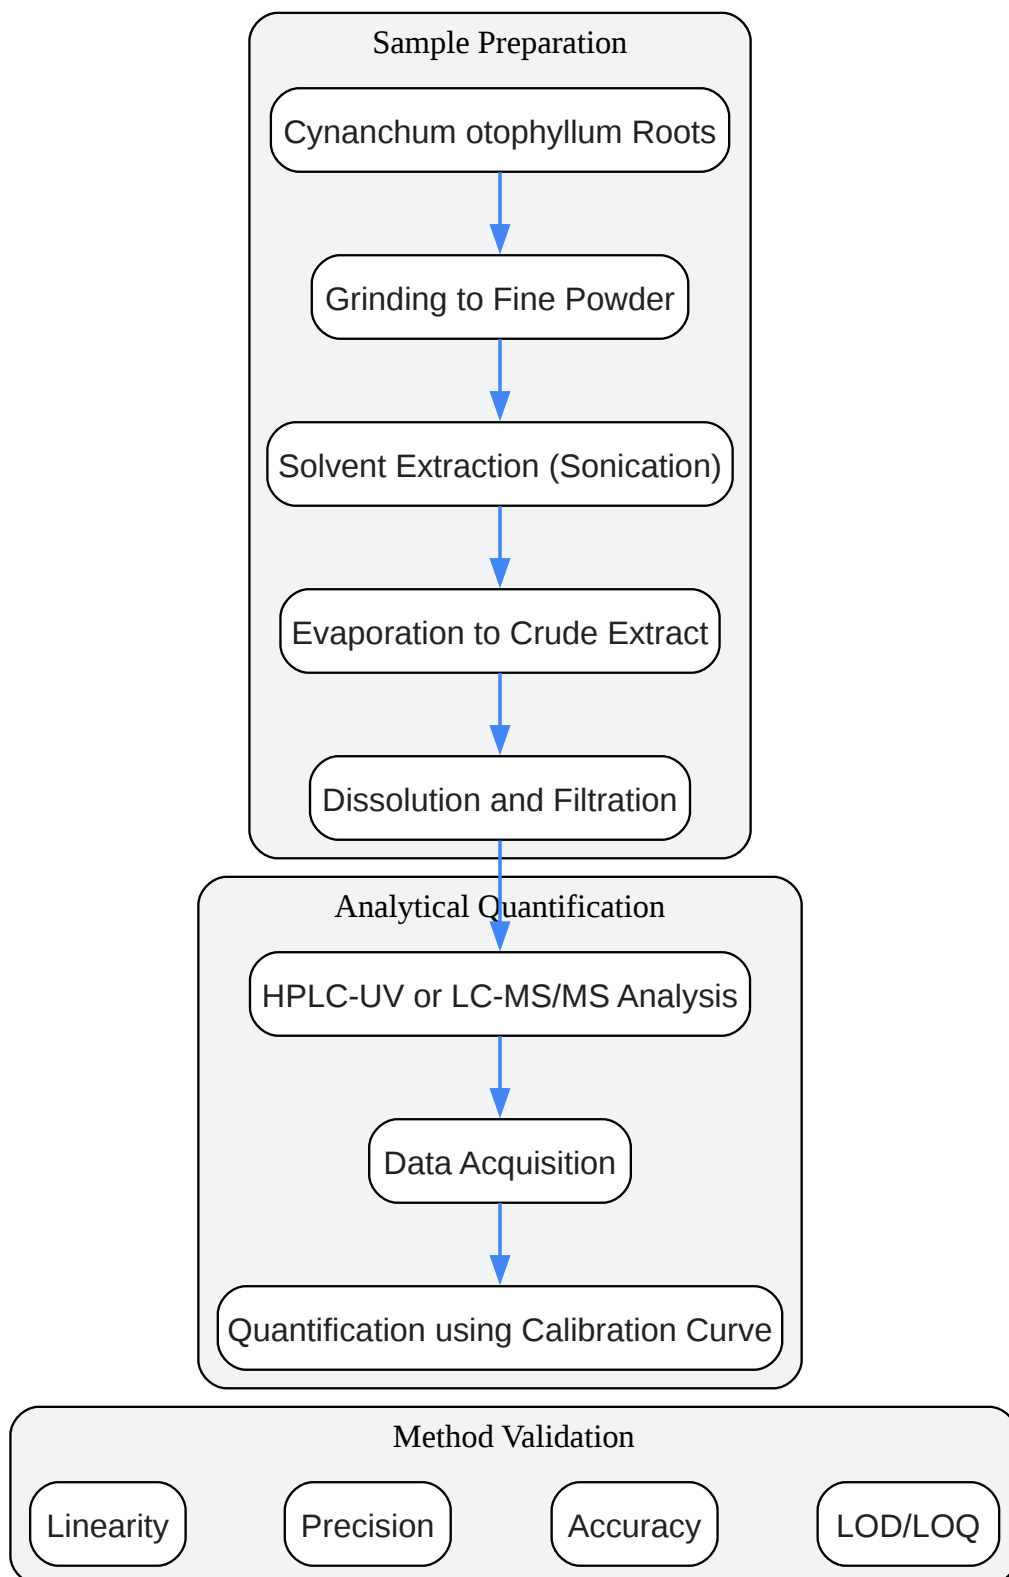 Sample Preparation
Cynanchum otophyllum Roots
Grinding to Fine Powder
Solvent Extraction (Sonication)
Evaporation to Crude Extract
Dissolution and Filtration
Analytical Quantification
HPLC-UV or LC-MS/MS Analysis
Data Acquisition
Quantification using Calibration Curve
Method Validation
Linearity
Precision
Accuracy
LOD/LOQ